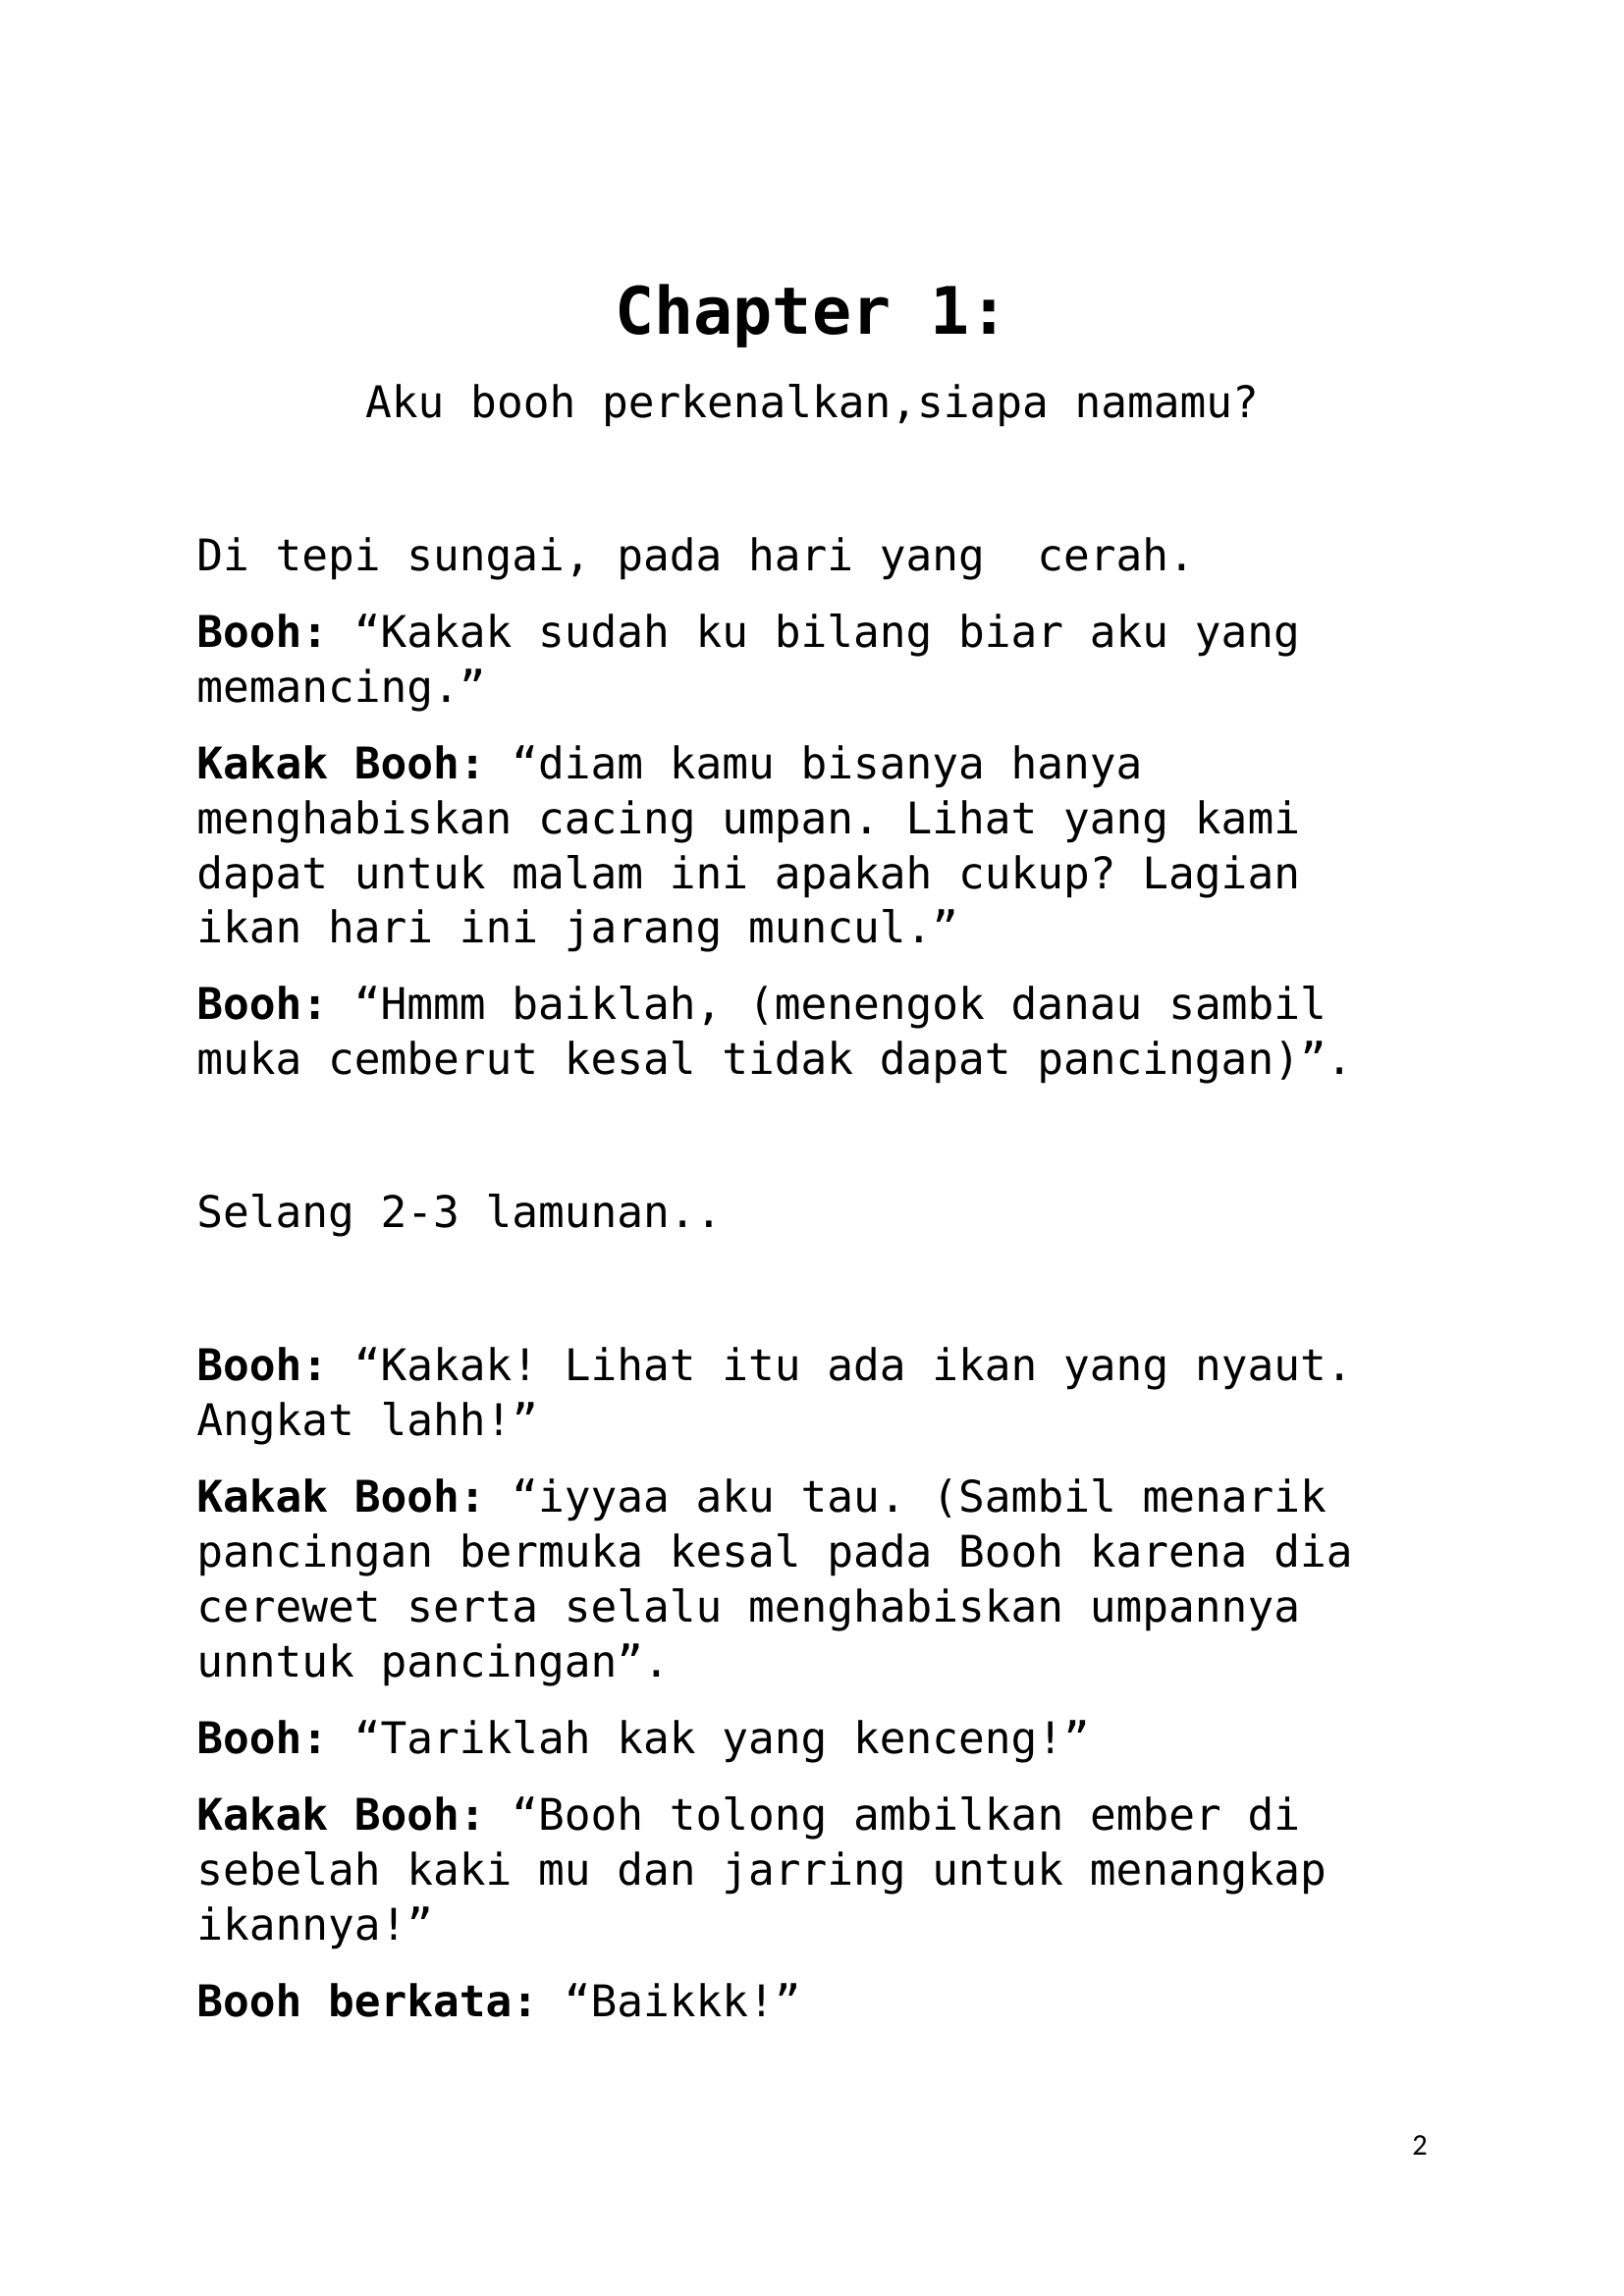 Chapter 1:
Aku booh perkenalkan,siapa namamu?
Di tepi sungai, pada hari yang  cerah.
Booh: “Kakak sudah ku bilang biar aku yang
memancing.”
Kakak Booh: “diam kamu bisanya hanya
menghabiskan cacing umpan. Lihat yang kami
dapat untuk malam ini apakah cukup? Lagian
ikan hari ini jarang muncul.”
Booh: “Hmmm baiklah, (menengok danau sambil
muka cemberut kesal tidak dapat pancingan)”.
Selang 2-3 lamunan..
Booh: “Kakak! Lihat itu ada ikan yang nyaut.
Angkat lahh!”
Kakak Booh: “iyyaa aku tau. (Sambil menarik
pancingan bermuka kesal pada Booh karena dia
cerewet serta selalu menghabiskan umpannya
unntuk pancingan”.
Booh: “Tariklah kak yang kenceng!”
Kakak Booh: “Booh tolong ambilkan ember di
sebelah kaki mu dan jarring untuk menangkap
ikannya!”
Booh berkata: “Baikkk!”
2